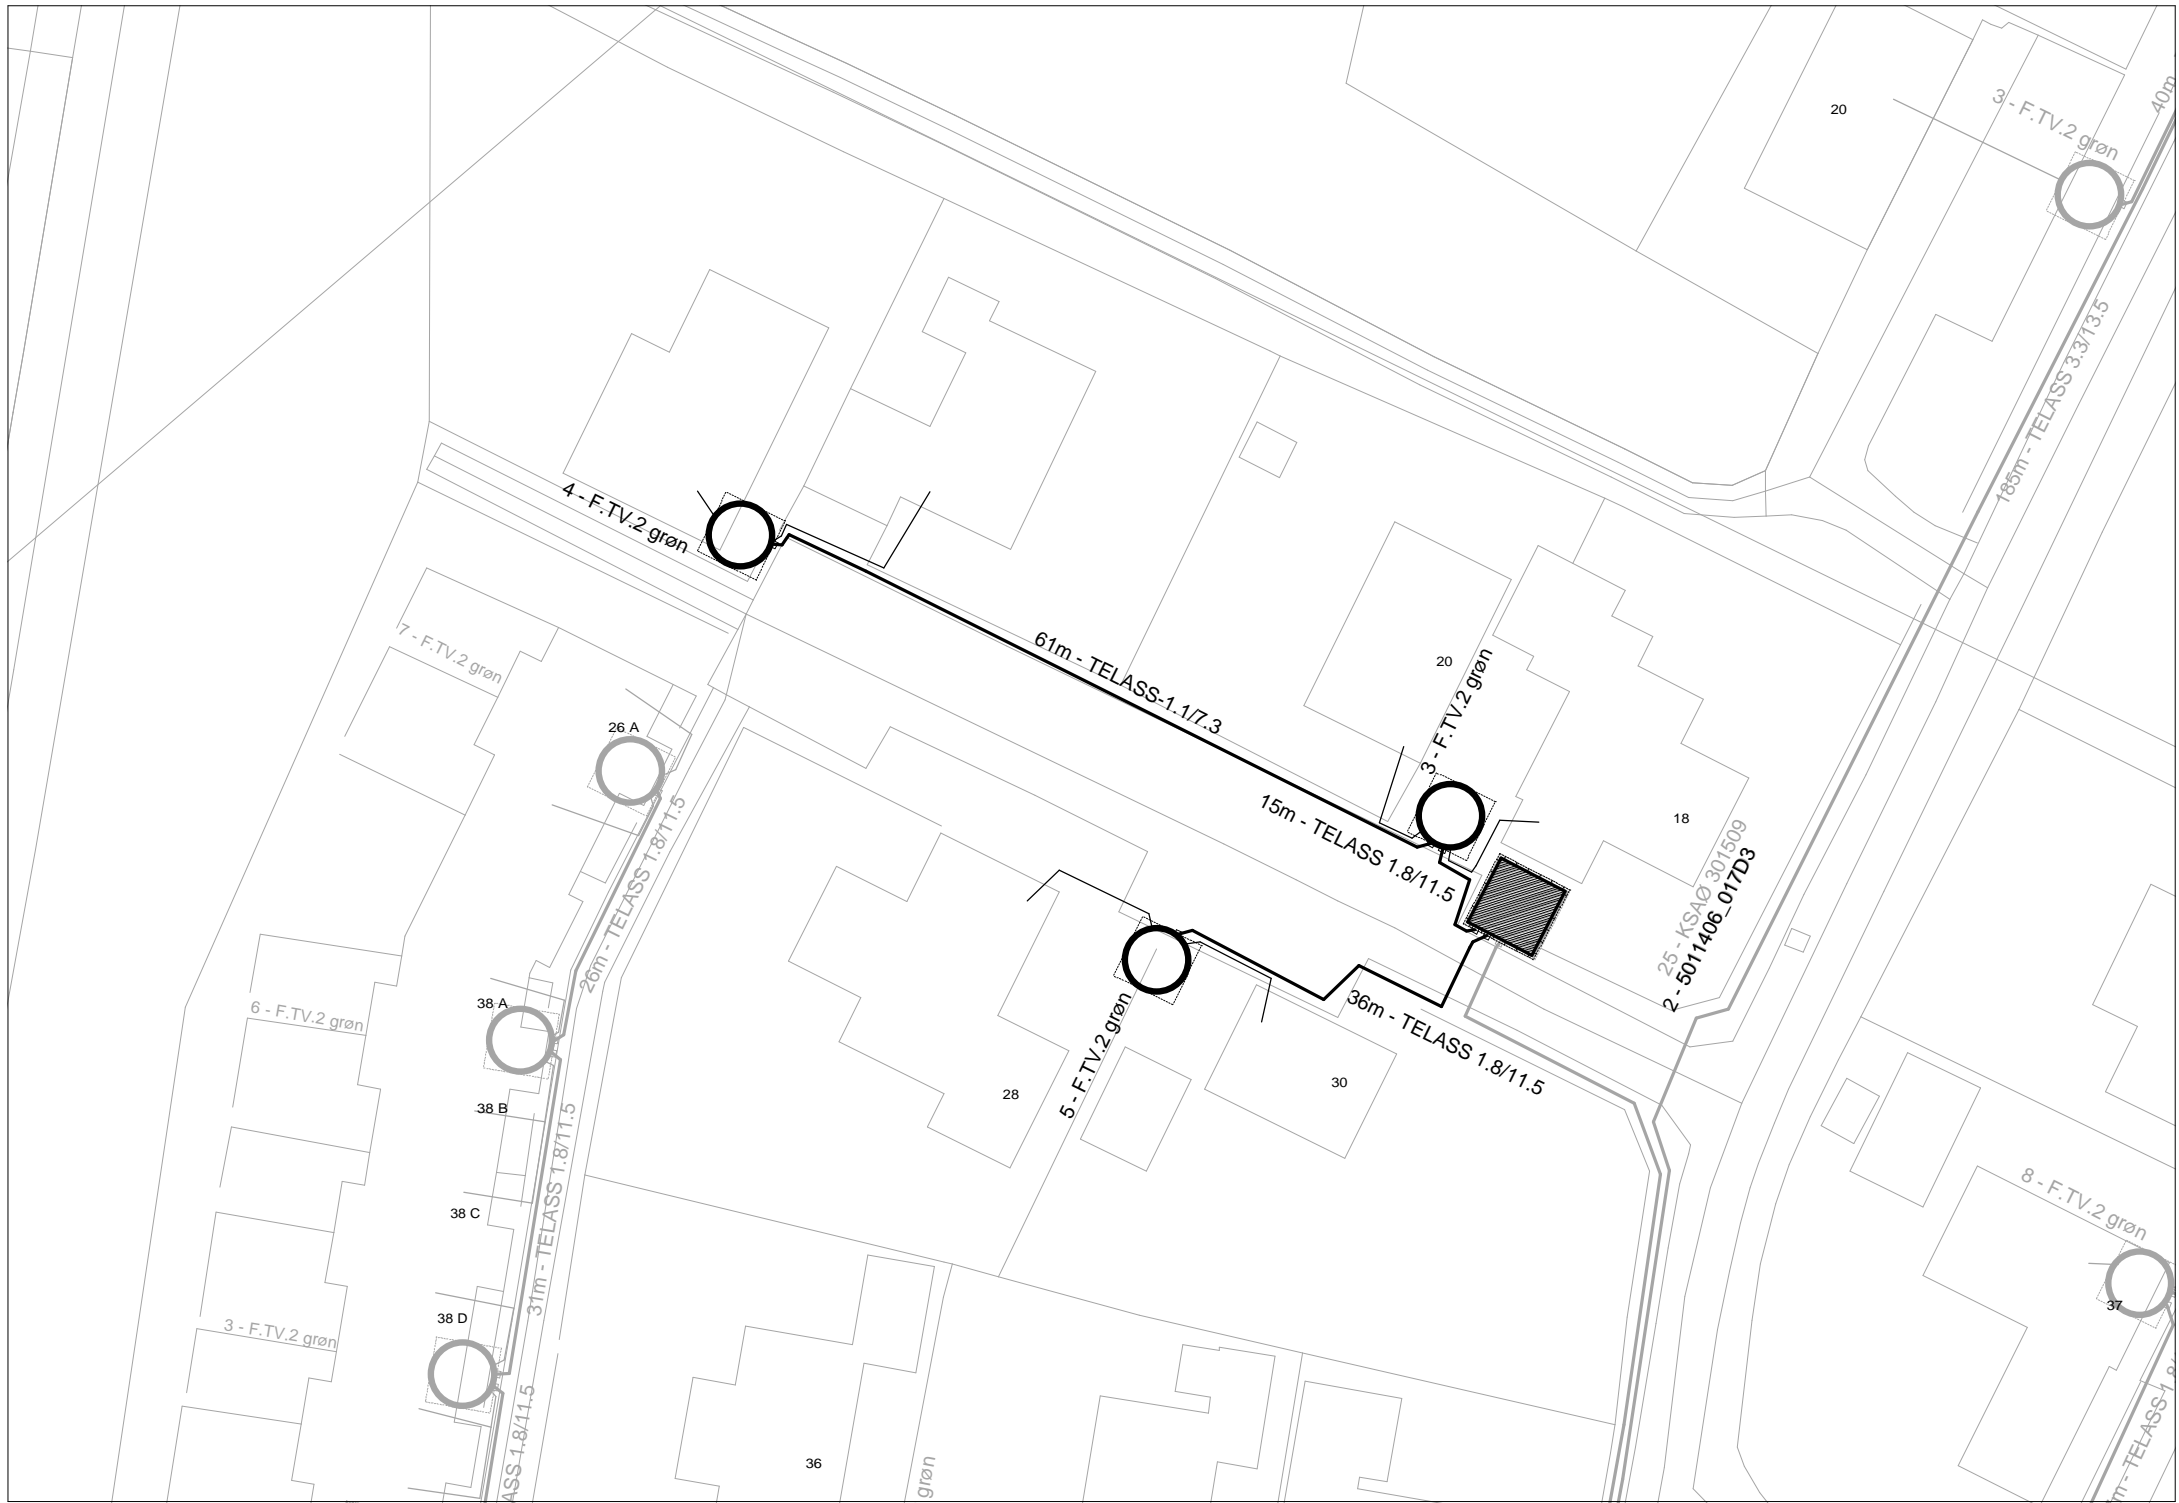 20
3 - F.TV.2 grøn
40m
185m - TELASS 3.3/13.5
4 - F.TV.2 grøn
7 - F.TV.2 grøn
61m - TELASS-1.1/7.3
20
3 - F.TV.2 grøn
26 A
15m - TELASS 1.8/11.5
18
25 - KSAØ 301509
2 - 5011406_017D3
26m - TELASS 1.8/11.5
38 A
6 - F.TV.2 grøn
36m - TELASS 1.8/11.5
5 - F.TV.2 grøn
28
30
38 B
31m - TELASS 1.8/11.5
38 C
8 - F.TV.2 grøn
37
38 D
3 - F.TV.2 grøn
ASS 1.8/11.5
36
grøn
m - TELASS 1.8/